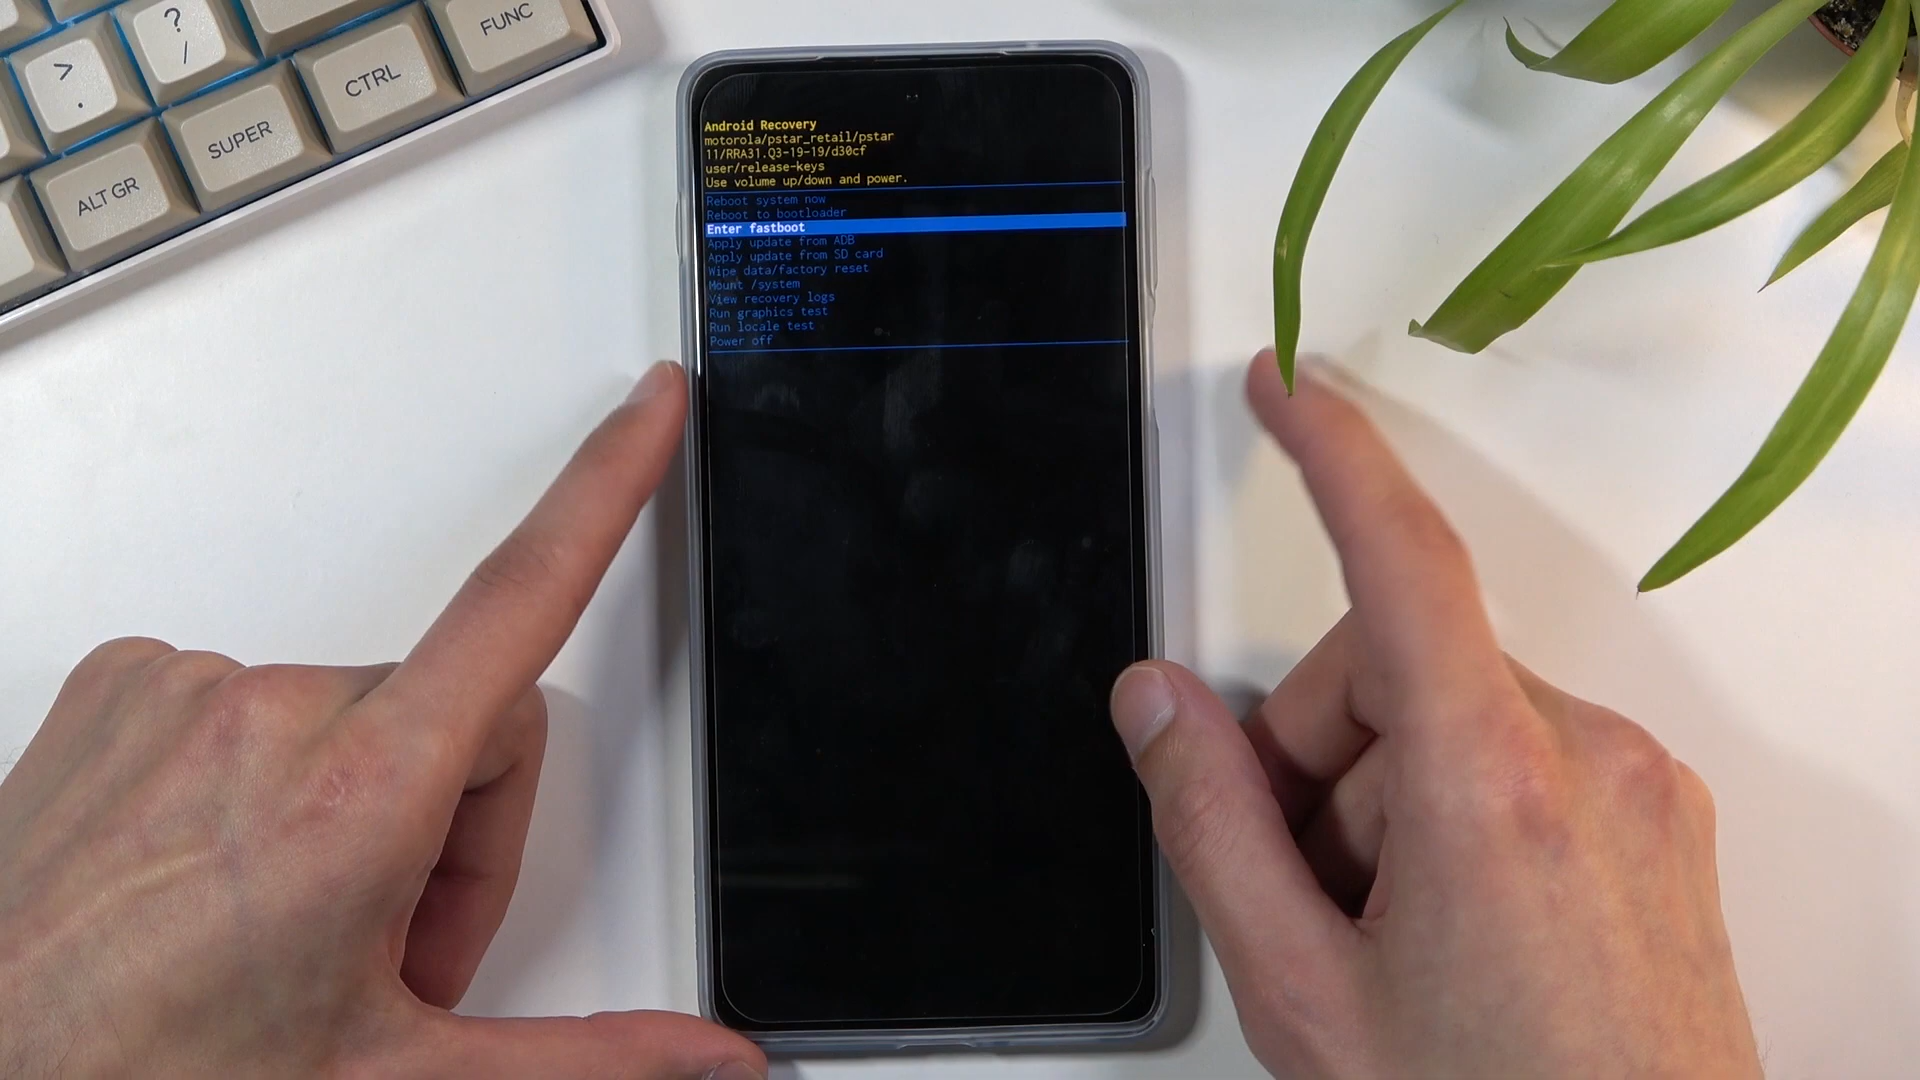 ?
/
FUNC
>
.
CTRL
SUPER
ALT GR
Android Recovery
motorola/pstar_retail/pstar
11/RRA31.Q3-19-19/d30cf
user/release-keys
Use volume up/down and power.
Reboot system now
Reboot to bootloader
Enter fastboot
Apply update from ADB
Apply update from SD card
Wipe data/factory reset
Mount /system
View recovery logs
Run graphics test
Run locale test
Power off